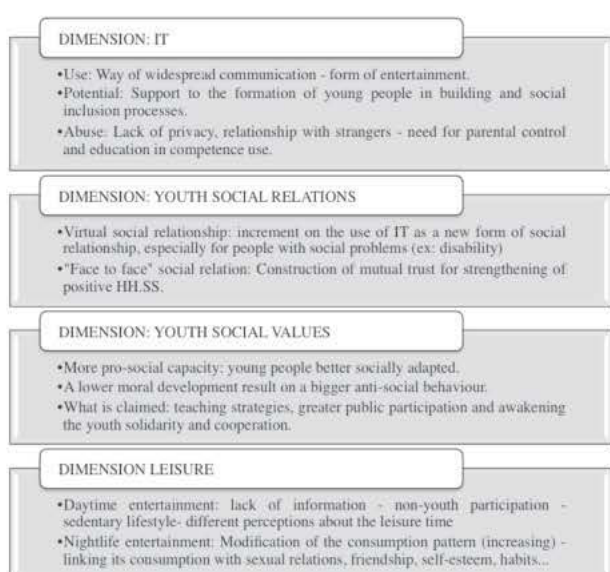 DIMENSION: IT
•Use: Way of widespread communication - form of entertainment.
•Potential: Support to the formation of young people in building and social
inclusion processes.
•Abuse: Lack of privacy, relationship with strangers - need for parental control
and education in competence use.
DIMENSION: YOUTH SOCIAL RELATIONS
•Virtual social relationship: increment on the use of IT as a new form of social
relationship, especially for people with social problems (ex: disability)
•"Face to face" social relation: Construction of mutual trust for strengthening of
positive HH.SS.
DIMENSION: YOUTH SOCIAL VALUES
•More pro-social capacity: young people better socially adapted.
•A lower moral development result on a bigger anti-social behaviour.
•What is claimed: teaching strategies, greater public participation and awakening
the youth solidarity and cooperation.
DIMENSION LEISURE
•Daytime entertainment: lack of information - non-youth participation -
sedentary lifestyle- different perceptions about the leisure time
•Nightlife entertainment: Modification of the consumption pattern (increasing) -
linking its consumption with sexual relations, friendship, self-esteem, habits...